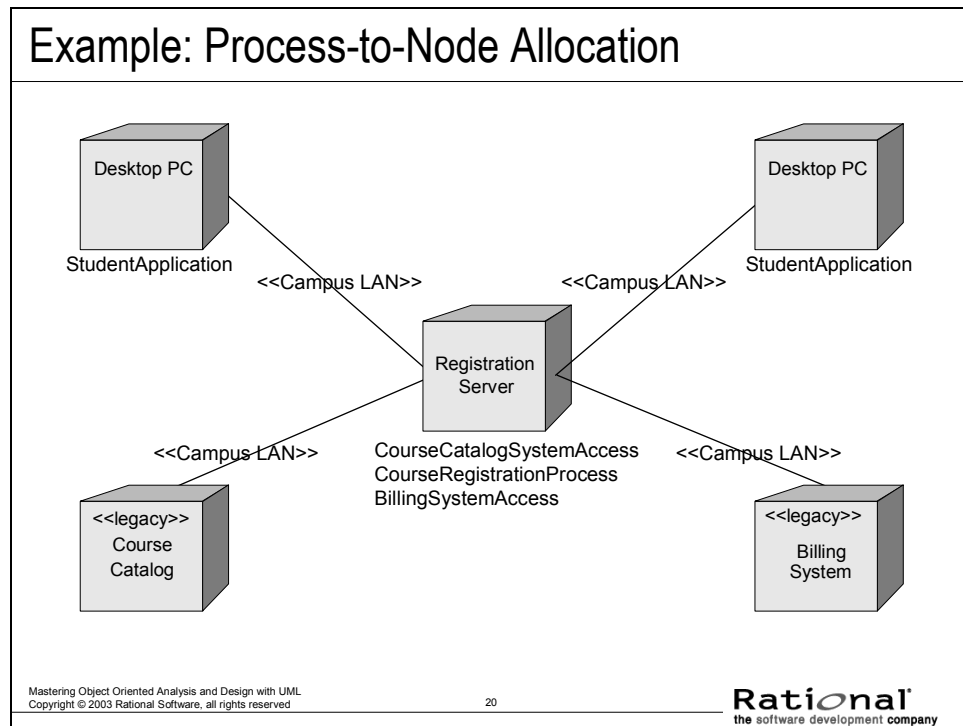 Example: Process-to-Node Allocation
Desktop PC
StudentApplication
Desktop PC
StudentApplication
<<Campus LAN>>
<<Campus LAN>>
Registration
Server
CourseCatalogSystemAccess
CourseRegistrationProcess
BillingSystemAccess
<<Campus LAN>>
<<Campus LAN>>
<<legacy>>
Course
Catalog
<<legacy>>
Billing
System
Mastering Object Oriented Analysis and Design with UML
Copyright © 2003 Rational Software, all rights reserved
20
Rational
the software development company